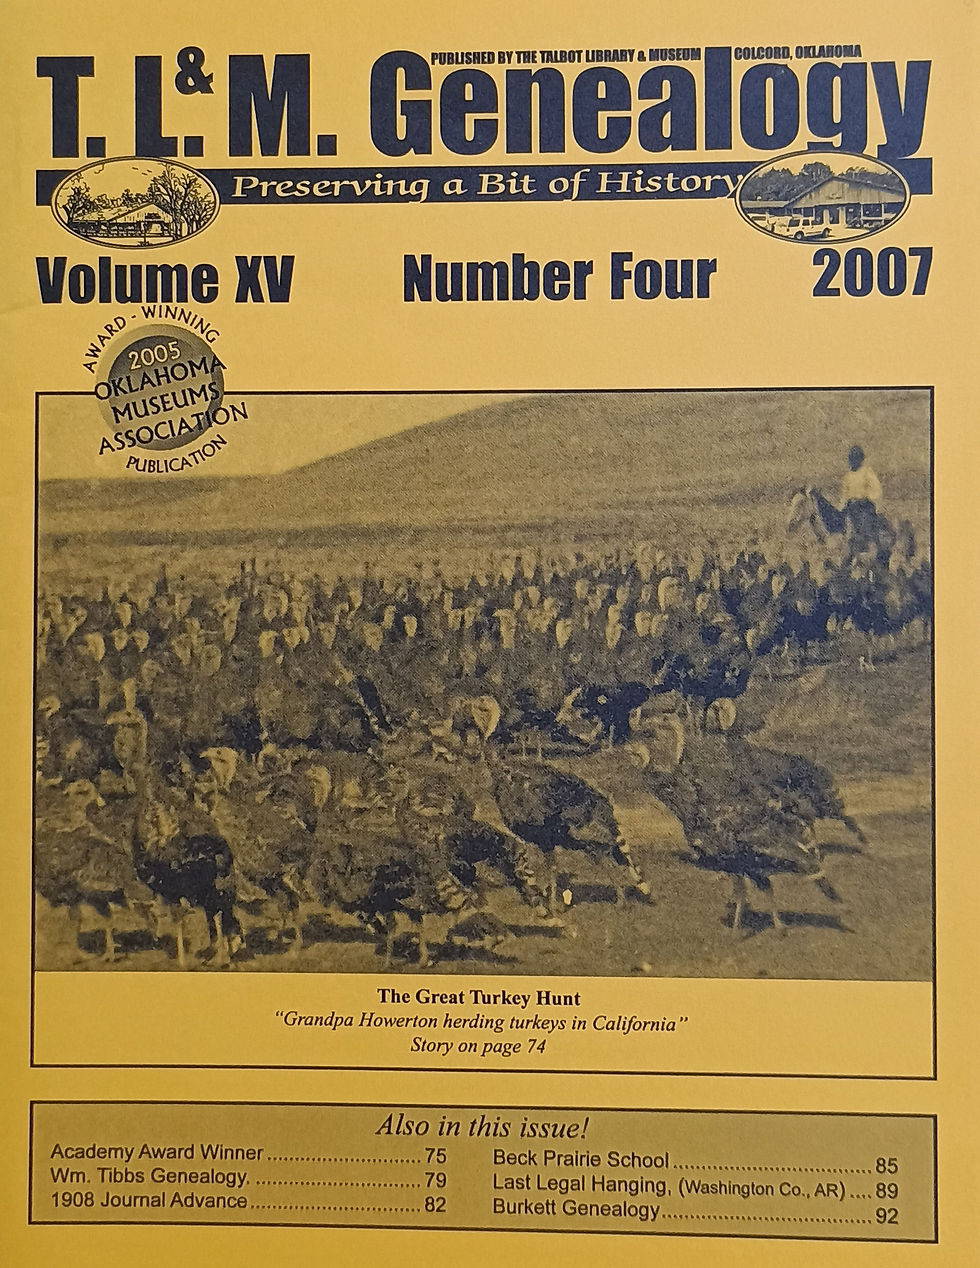 PUBLISHED BY THE TALBOT LIBRARY & MUSEUM COLCORD, OKLAHOMA
T. L. & M. Genealogy
Preserving a Bit of History
Volume XV Number Four 2007
AWARD - WINNING
2005
OKLAHOMA
MUSEUMS
ASSOCIATION
PUBLICATION
The Great Turkey Hunt
“Grandpa Howerton herding turkeys in California”
Story on page 74
Also in this issue!
Academy Award Winner ............................ 75
Wm. Tibbs Genealogy. .............................. 79
1908 Journal Advance ............................... 82
Beck Prairie School ................................... 85
Last Legal Hanging, (Washington Co., AR) .... 89
Burkett Genealogy...................................... 92